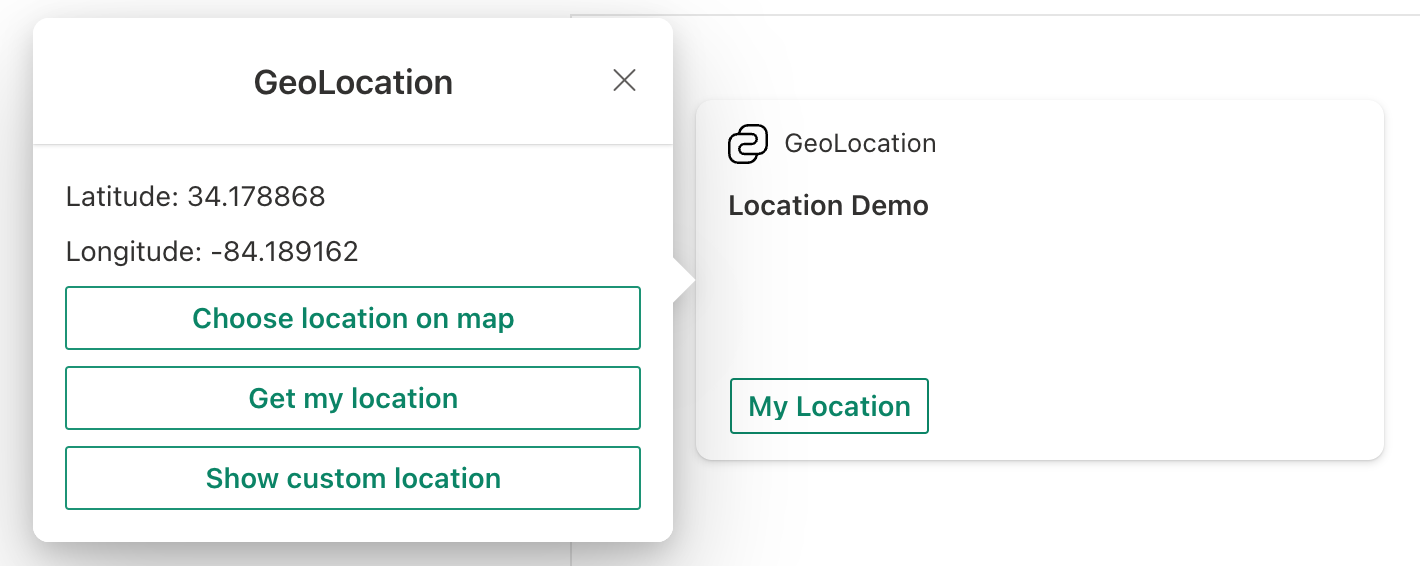 GeoLocation
Latitude: 34.178868
Longitude: -84.189162
Choose location on map
Get my location
Show custom location
GeoLocation
Location Demo
My Location